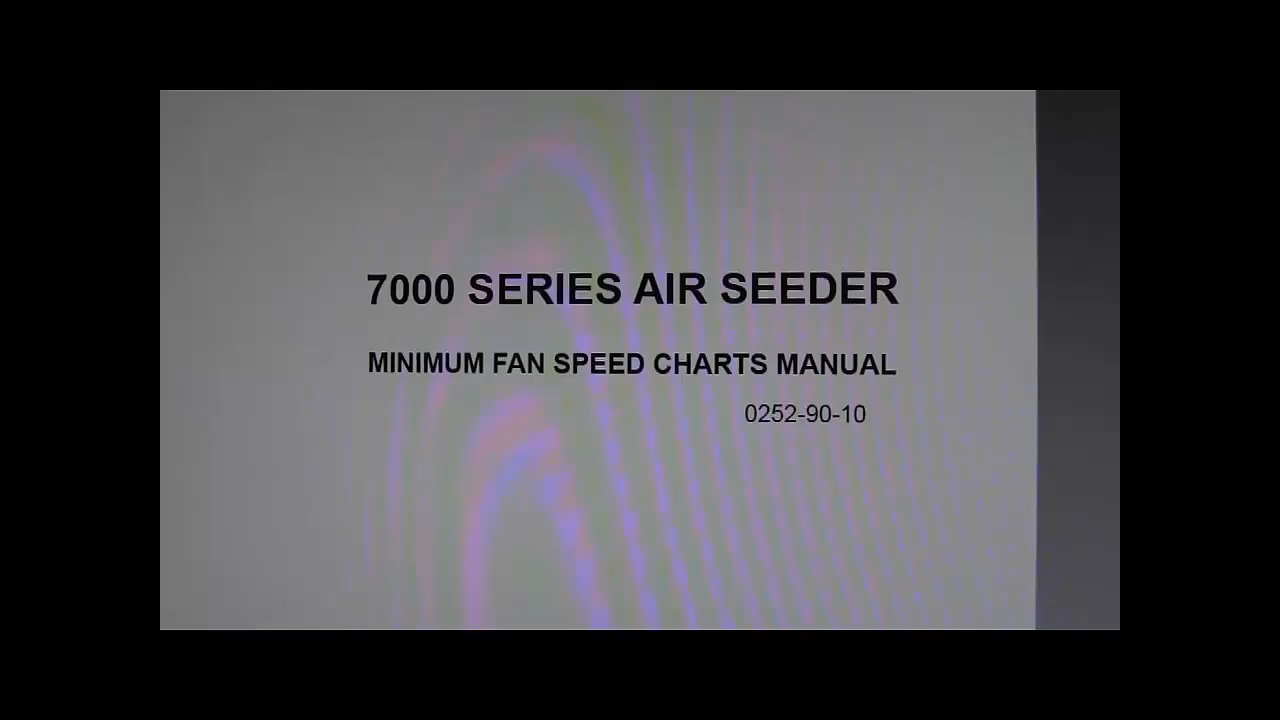 7000 SERIES AIR SEEDER
MINIMUM FAN SPEED CHARTS MANUAL
0252-90-10